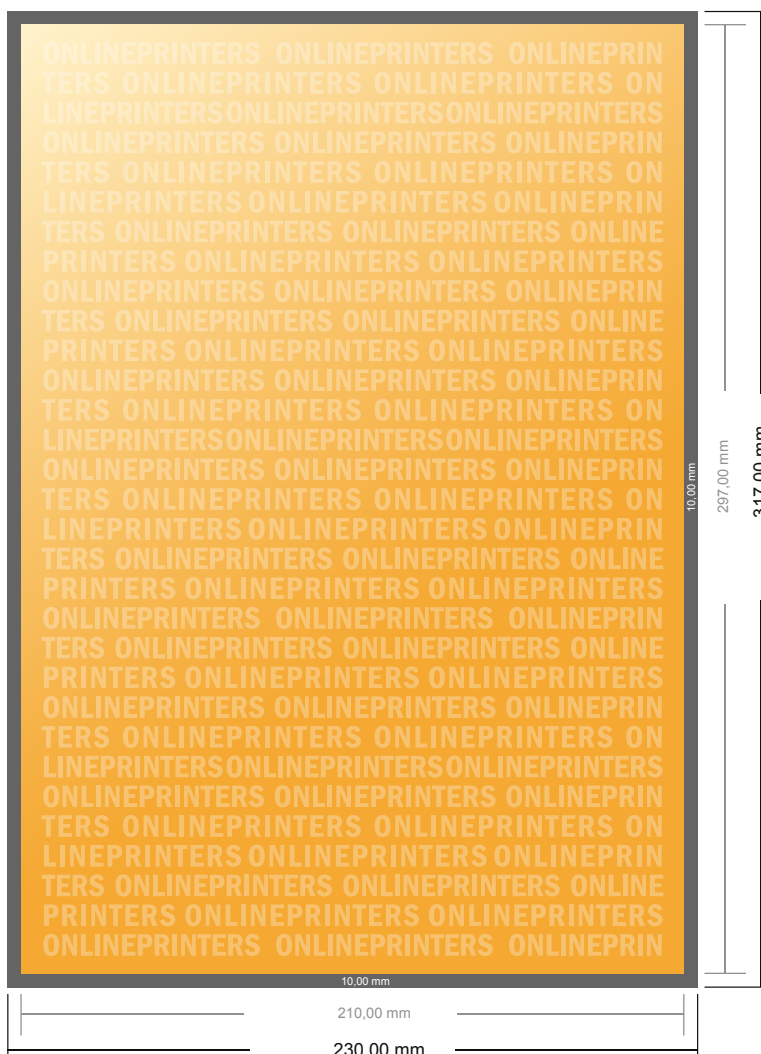 ONLINEPRINTERS ONLINEPRINTERS ONLINEPRIN
TERS ONLINEPRINTERS ONLINEPRINTERS ON
LINEPRINTERSONLINEPRINTERSONLINEPRINTERS
ONLINEPRINTERS ONLINEPRINTERS ONLINEPRIN
TERS ONLINEPRINTERS ONLINEPRINTERS ON
LINEPRINTERS ONLINEPRINTERS ONLINEPRIN
TERS ONLINEPRINTERS ONLINEPRINTERS ONLINE
PRINTERS ONLINEPRINTERS ONLINEPRINTERS
ONLINEPRINTERS ONLINEPRINTERS ONLINEPRIN
TERS ONLINEPRINTERS ONLINEPRINTERS ONLINE
PRINTERS ONLINEPRINTERS ONLINEPRINTERS
ONLINEPRINTERS ONLINEPRINTERS ONLINEPRIN
TERS ONLINEPRINTERS ONLINEPRINTERS ON
LINEPRINTERSONLINEPRINTERSONLINEPRINTERS
ONLINEPRINTERS ONLINEPRINTERS ONLINEPRIN
TERS ONLINEPRINTERS ONLINEPRINTERS ON
LINEPRINTERS ONLINEPRINTERS ONLINEPRIN
TERS ONLINEPRINTERS ONLINEPRINTERS ONLINE
PRINTERS ONLINEPRINTERS ONLINEPRINTERS
ONLINEPRINTERS ONLINEPRINTERS ONLINEPRIN
TERS ONLINEPRINTERS ONLINEPRINTERS ONLINE
PRINTERS ONLINEPRINTERS ONLINEPRINTERS
ONLINEPRINTERS ONLINEPRINTERS ONLINEPRIN
TERS ONLINEPRINTERS ONLINEPRINTERS ON
LINEPRINTERSONLINEPRINTERSONLINEPRINTERS
ONLINEPRINTERS ONLINEPRINTERS ONLINEPRIN
TERS ONLINEPRINTERS ONLINEPRINTERS ON
LINEPRINTERS ONLINEPRINTERS ONLINEPRIN
TERS ONLINEPRINTERS ONLINEPRINTERS ONLINE
PRINTERS ONLINEPRINTERS ONLINEPRINTERS
ONLINEPRINTERS ONLINEPRINTERS ONLINEPRIN
10,00 mm
297,00 mm
317,00 mm
10,00 mm
210,00 mm
230,00 mm